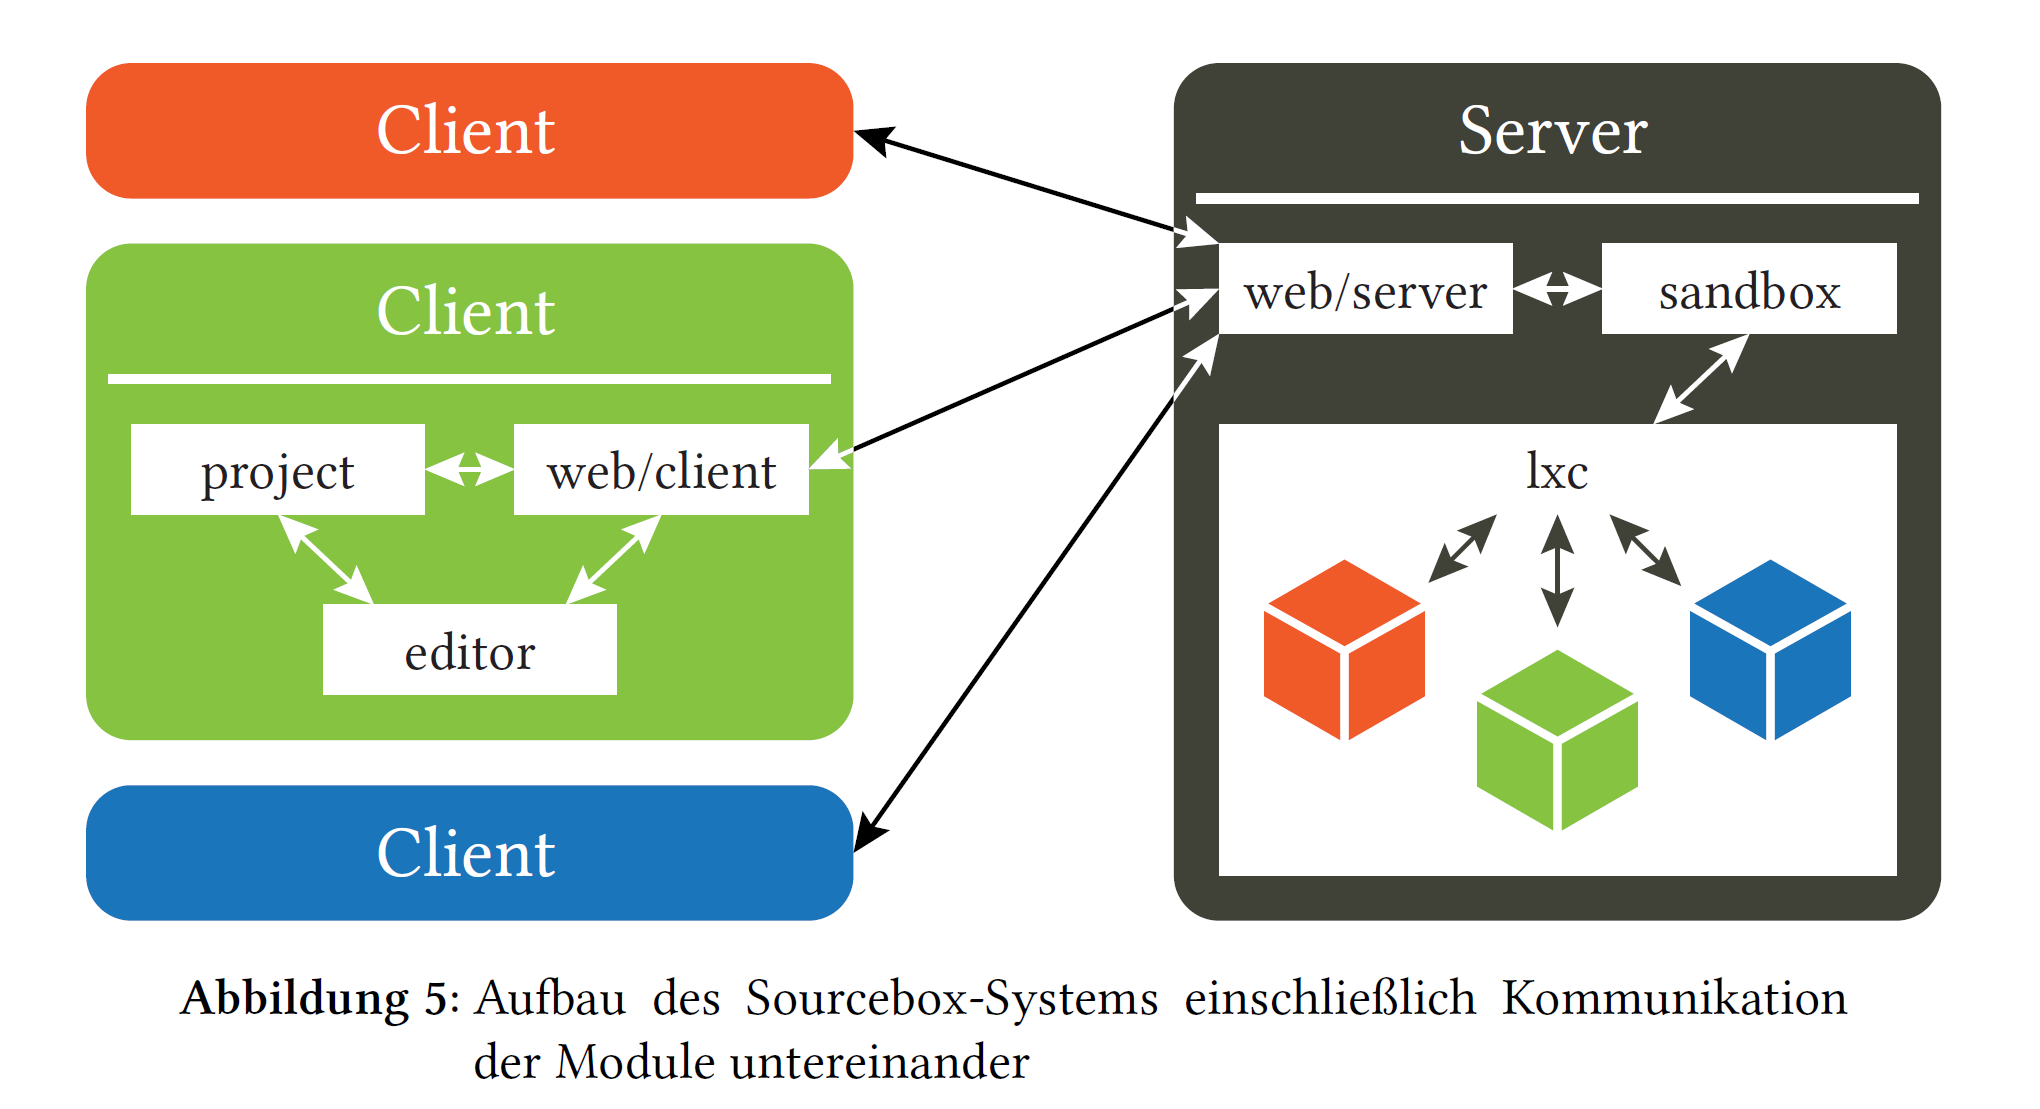 Client
Client
project
web/client
editor
Client
Server
web/server
sandbox
lxc
Abbildung 5: Aufbau des Sourcebox-Systems einschließlich Kommunikation
der Module untereinander